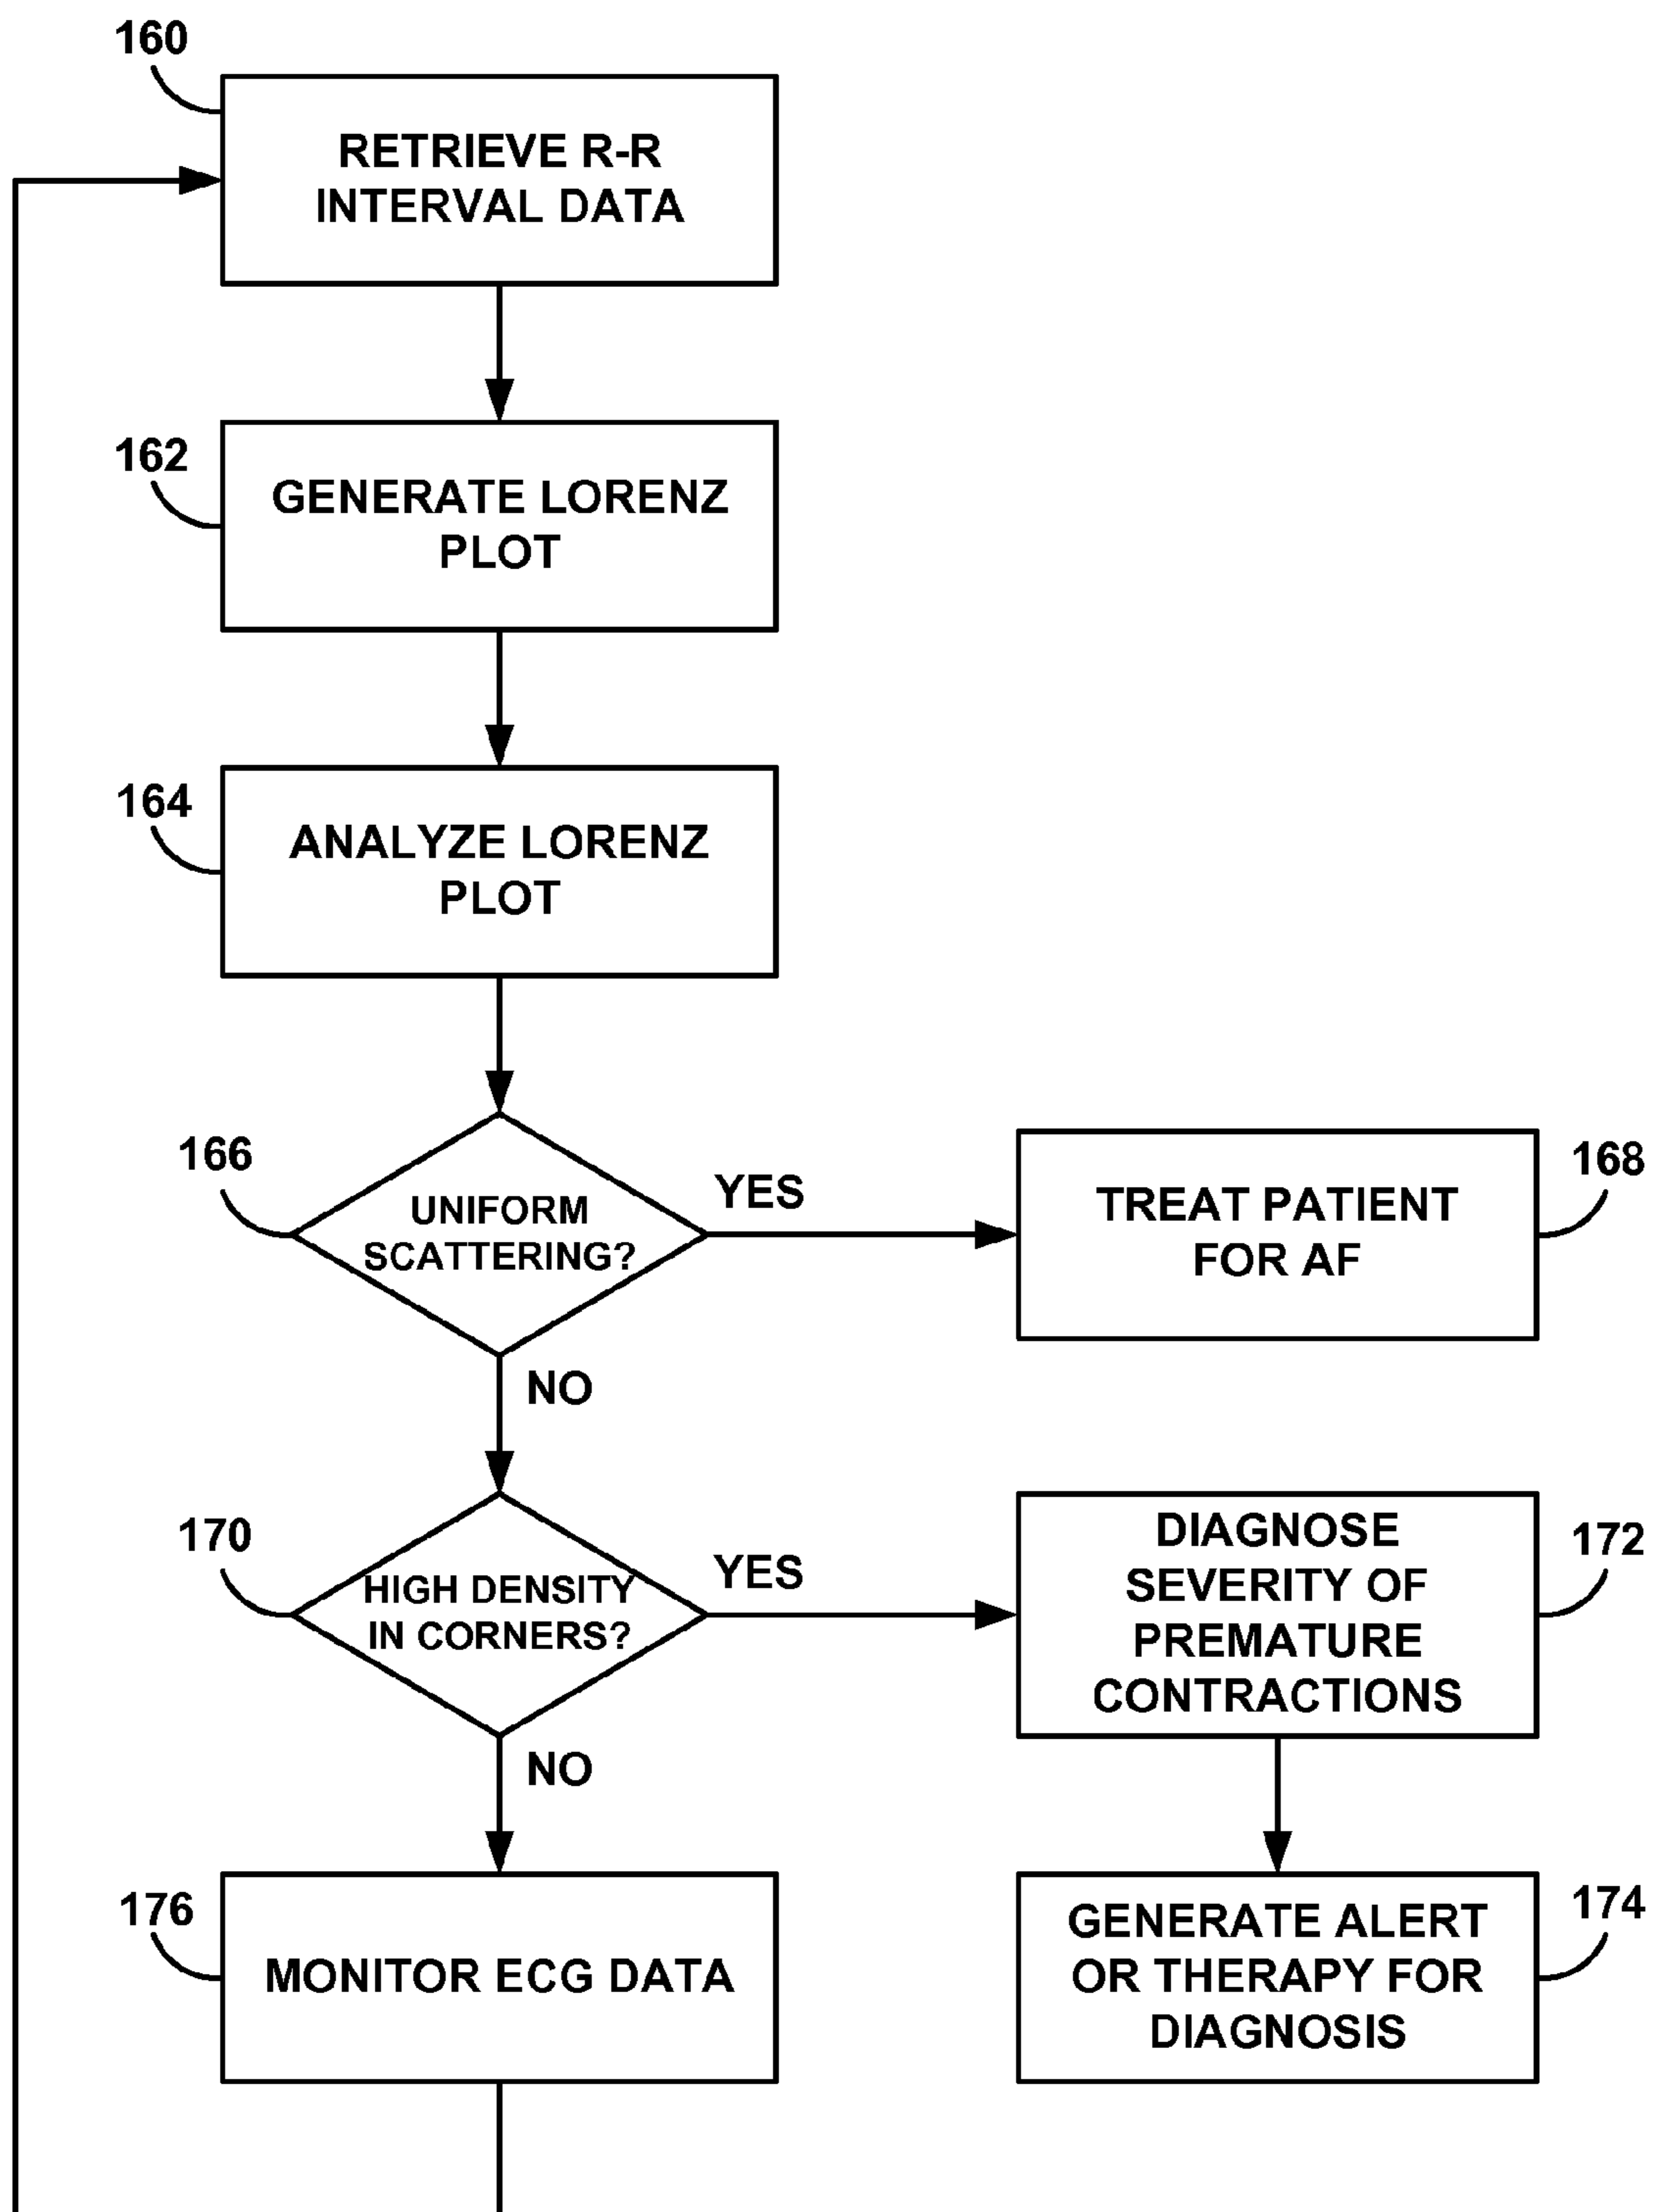 160
RETRIEVE R-R
INTERVAL DATA
162
GENERATE LORENZ
PLOT
164
ANALYZE LORENZ
PLOT
166
UNIFORM
SCATTERING?
YES
TREAT PATIENT
FOR AF
168
NO
170
HIGH DENSITY
IN CORNERS?
YES
DIAGNOSE
SEVERITY OF
PREMATURE
CONTRACTIONS
172
NO
176
MONITOR ECG DATA
GENERATE ALERT
OR THERAPY FOR
DIAGNOSIS
174